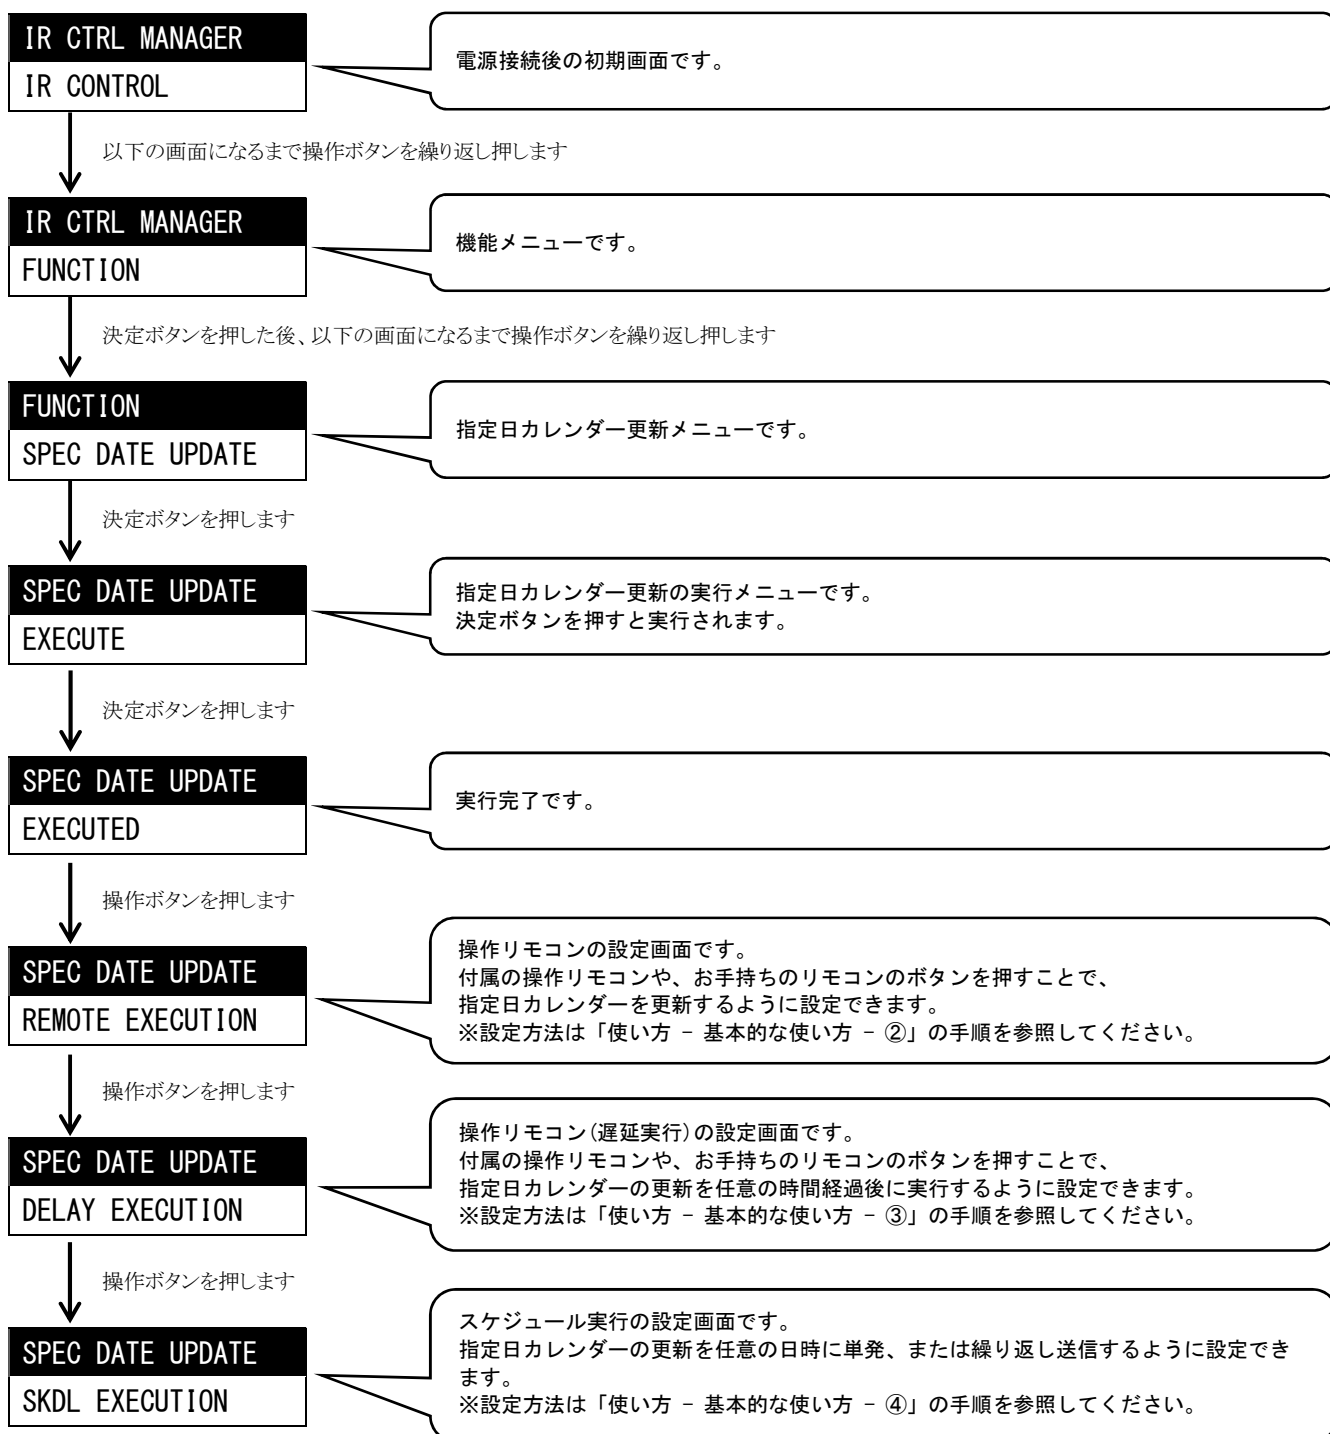 IR CTRL MANAGER
IR CONTROL
電源接続後の初期画面です。
以下の画面になるまで操作ボタンを繰り返し押します
IR CTRL MANAGER
FUNCTION
機能メニューです。
決定ボタンを押した後、以下の画面になるまで操作ボタンを繰り返し押します
FUNCTION
SPEC DATE UPDATE
指定日カレンダー更新メニューです。
決定ボタンを押します
SPEC DATE UPDATE
EXECUTE
指定日カレンダー更新の実行メニューです。
決定ボタンを押すと実行されます。
決定ボタンを押します
SPEC DATE UPDATE
EXECUTED
実行完了です。
操作ボタンを押します
SPEC DATE UPDATE
REMOTE EXECUTION
操作リモコンの設定画面です。
付属の操作リモコンや、お手持ちのリモコンのボタンを押すことで、
指定日カレンダーを更新するように設定できます。
※設定方法は「使い方 - 基本的な使い方 - ②」の手順を参照してください。
操作ボタンを押します
SPEC DATE UPDATE
DELAY EXECUTION
操作リモコン(遅延実行)の設定画面です。
付属の操作リモコンや、お手持ちのリモコンのボタンを押すことで、
指定日カレンダーの更新を任意の時間経過後に実行するように設定できます。
※設定方法は「使い方 - 基本的な使い方 - ③」の手順を参照してください。
操作ボタンを押します
SPEC DATE UPDATE
SKDL EXECUTION
スケジュール実行の設定画面です。
指定日カレンダーの更新を任意の日時に単発、または繰り返し送信するように設定でき
ます。
※設定方法は「使い方 - 基本的な使い方 - ④」の手順を参照してください。